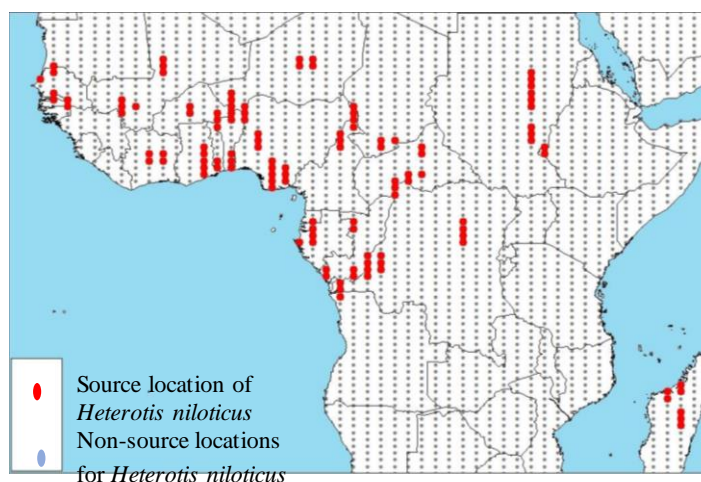 Source location of
Heterotis niloticus
Non-source locations
for Heterotis niloticus